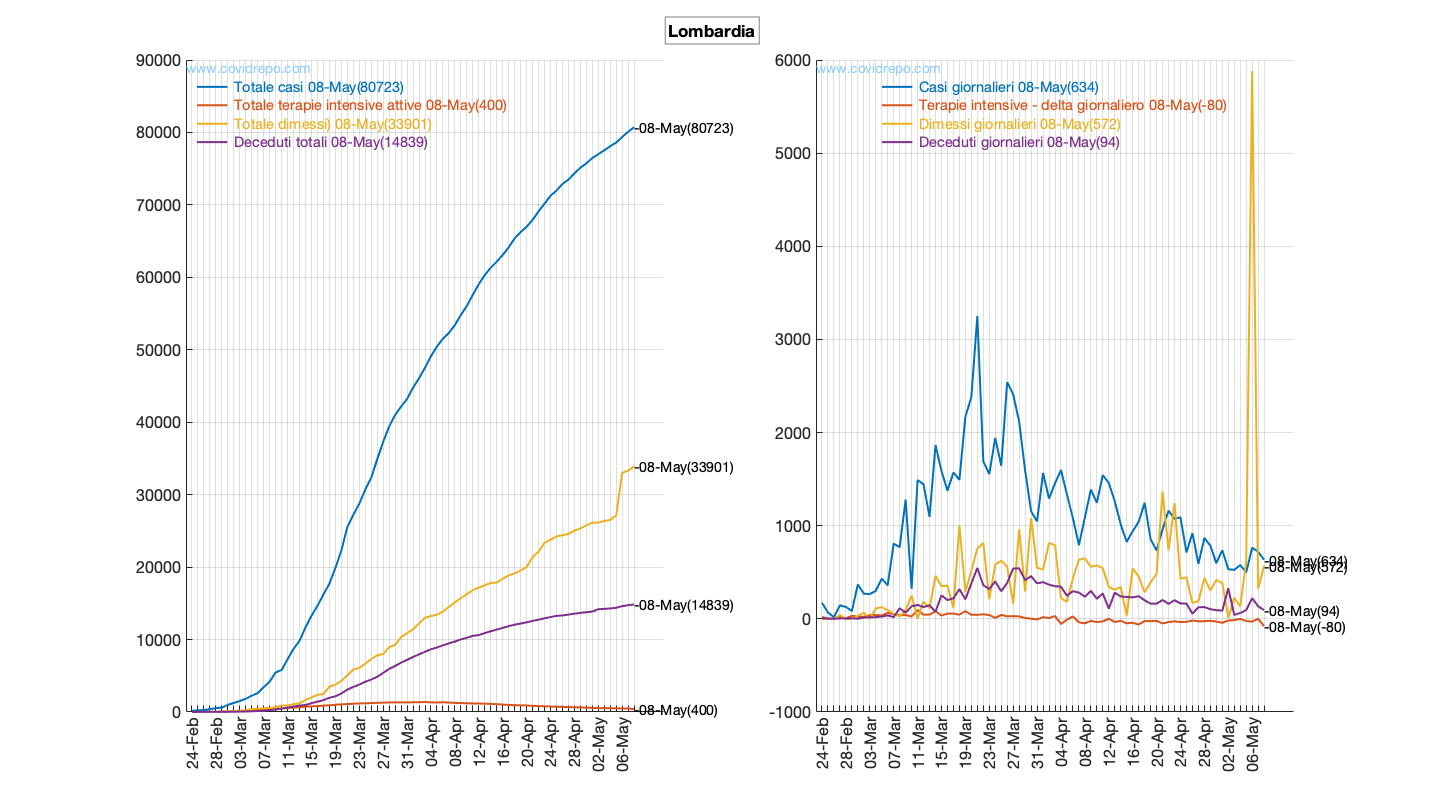 Lombardia
www.covidrepo.com
Totale casi 08-May(80723)
Totale terapie intensive attive 08-May(400)
Totale dimessi) 08-May(33901)
Deceduti totali 08-May(14839)
90000
80000
70000
60000
50000
40000
30000
20000
10000
0
-08-May(80723)
-08-May(33901)
-08-May(14839)
-08-May(400)
24-Feb
28-Feb
03-Mar
07-Mar
11-Mar
15-Mar
19-Mar
23-Mar
27-Mar
31-Mar
04-Apr
08-Apr
12-Apr
16-Apr
20-Apr
24-Apr
28-Apr
02-May
06-May
www.covidrepo.com
Casi giornalieri 08-May(634)
Terapie intensive - delta giornaliero 08-May(-80)
Dimessi giornalieri 08-May(572)
Deceduti giornalieri 08-May(94)
6000
5000
4000
3000
2000
1000
0
-1000
-08-May(634)
-08-May(572)
-08-May(94)
-08-May(-80)
24-Feb
28-Feb
03-Mar
07-Mar
11-Mar
15-Mar
19-Mar
23-Mar
27-Mar
31-Mar
04-Apr
08-Apr
12-Apr
16-Apr
20-Apr
24-Apr
28-Apr
02-May
06-May